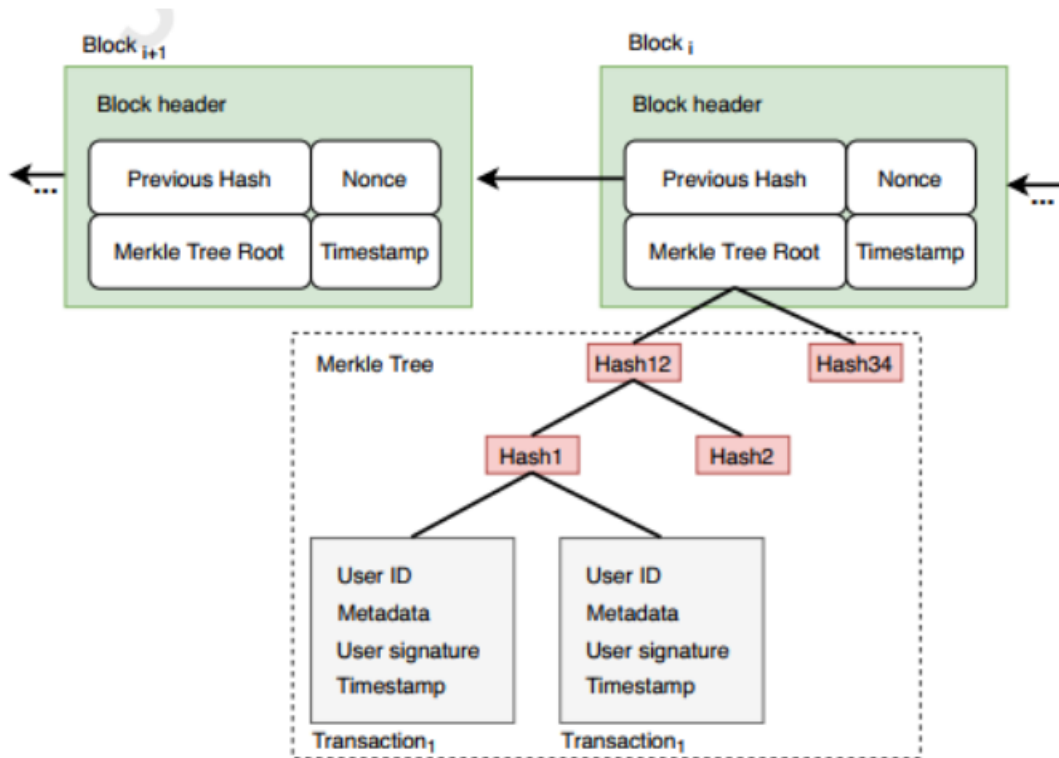 Block i+1
Block header
Previous Hash
Nonce
Merkle Tree Root
Timestamp
...
Block i
Block header
Previous Hash
Nonce
Merkle Tree Root
Timestamp
...
Merkle Tree
Hash12
Hash34
Hash1
Hash2
User ID
Metadata
User signature
Timestamp
Transaction1
User ID
Metadata
User signature
Timestamp
Transaction1